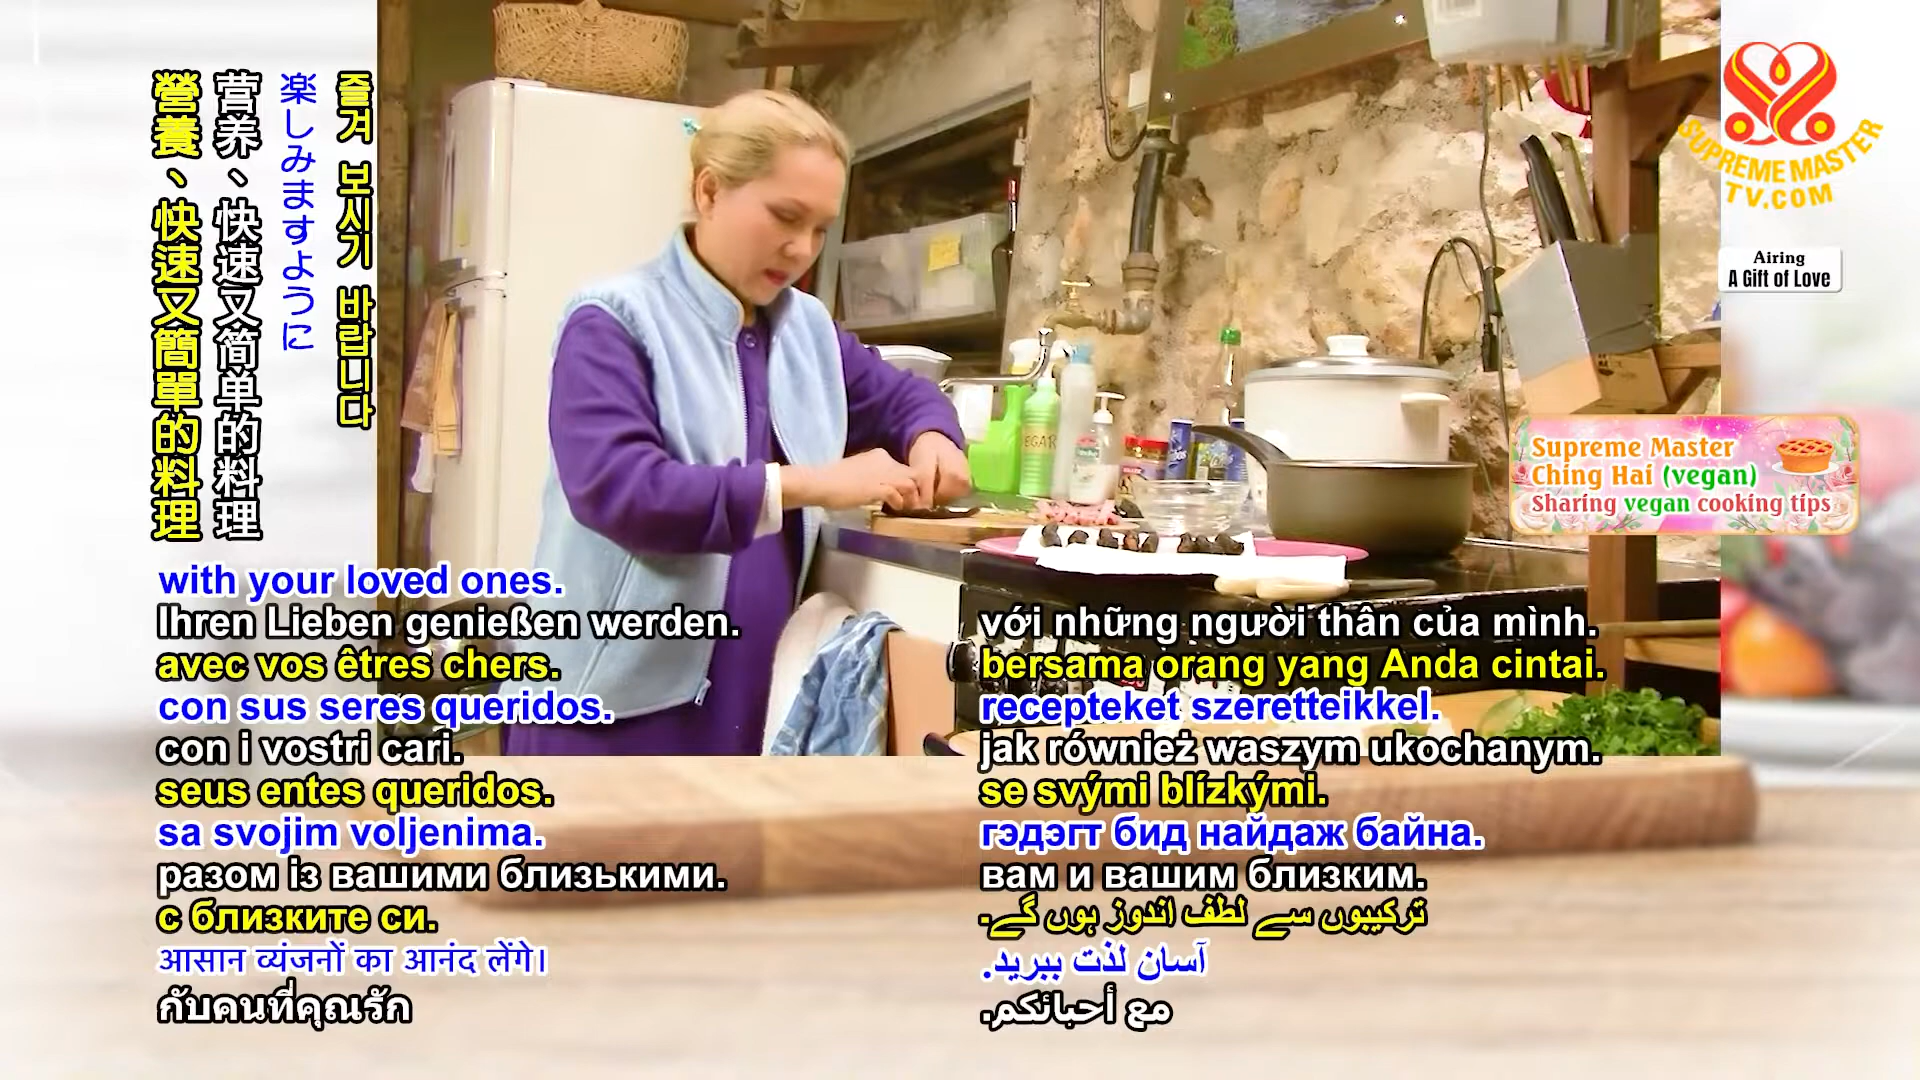 營養、快速又簡單的料理
营养、快速又简单的料理
楽しみますように
즐겨 보시기 바랍니다
SUPREME MASTER
TV.COM
Airing
A Gift of Love
Supreme Master
Ching Hai (vegan)
Sharing vegan cooking tips
EGAR
with your loved ones.
Ihren Lieben genießen werden.
avec vos êtres chers.
con sus seres queridos.
con i vostri cari.
seus entes queridos.
sa svojim voljenima.
разом із вашими близькими.
с близките си.
आसान व्यंजनों का आनंद लेंगे।
กับคนที่คุณรัก
với những người thân của mình.
bersama orang yang Anda cintai.
recepteket szeretteikkel.
jak również waszym ukochanym.
se svými blízkými.
гэдэгт бид найдаж байна.
вам и вашим близким.
ترکیبوں سے لطف اندوز ہوں گے۔
آسان لذت ببرید.
مع أحبائكم.